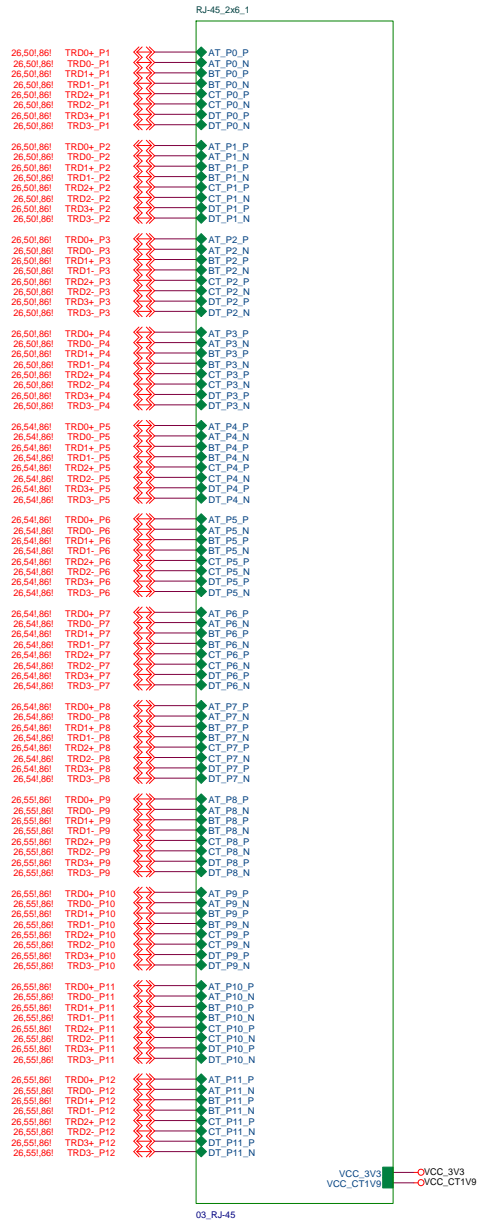 RJ-45_2x6_1
26,50!,86! TRD0+_P1 AT_P0_P
26,50!,86! TRD0-_P1 AT_P0_N
26,50!,86! TRD1+_P1 BT_P0_P
26,50!,86! TRD1-_P1 BT_P0_N
26,50!,86! TRD2+_P1 CT_P0_P
26,50!,86! TRD2-_P1 CT_P0_N
26,50!,86! TRD3+_P1 DT_P0_P
26,50!,86! TRD3-_P1 DT_P0_N
26,50!,86! TRD0+_P2 AT_P1_P
26,50!,86! TRD0-_P2 AT_P1_N
26,50!,86! TRD1+_P2 BT_P1_P
26,50!,86! TRD1-_P2 BT_P1_N
26,50!,86! TRD2+_P2 CT_P1_P
26,50!,86! TRD2-_P2 CT_P1_N
26,50!,86! TRD3+_P2 DT_P1_P
26,50!,86! TRD3-_P2 DT_P1_N
26,50!,86! TRD0+_P3 AT_P2_P
26,50!,86! TRD0-_P3 AT_P2_N
26,50!,86! TRD1+_P3 BT_P2_P
26,50!,86! TRD1-_P3 BT_P2_N
26,50!,86! TRD2+_P3 CT_P2_P
26,50!,86! TRD2-_P3 CT_P2_N
26,50!,86! TRD3+_P3 DT_P2_P
26,50!,86! TRD3-_P3 DT_P2_N
26,50!,86! TRD0+_P4 AT_P3_P
26,50!,86! TRD0-_P4 AT_P3_N
26,50!,86! TRD1+_P4 BT_P3_P
26,50!,86! TRD1-_P4 BT_P3_N
26,50!,86! TRD2+_P4 CT_P3_P
26,50!,86! TRD2-_P4 CT_P3_N
26,50!,86! TRD3+_P4 DT_P3_P
26,50!,86! TRD3-_P4 DT_P3_N
26,54!,86! TRD0+_P5 AT_P4_P
26,54!,86! TRD0-_P5 AT_P4_N
26,54!,86! TRD1+_P5 BT_P4_P
26,54!,86! TRD1-_P5 BT_P4_N
26,54!,86! TRD2+_P5 CT_P4_P
26,54!,86! TRD2-_P5 CT_P4_N
26,54!,86! TRD3+_P5 DT_P4_P
26,54!,86! TRD3-_P5 DT_P4_N
26,54!,86! TRD0+_P6 AT_P5_P
26,54!,86! TRD0-_P6 AT_P5_N
26,54!,86! TRD1+_P6 BT_P5_P
26,54!,86! TRD1-_P6 BT_P5_N
26,54!,86! TRD2+_P6 CT_P5_P
26,54!,86! TRD2-_P6 CT_P5_N
26,54!,86! TRD3+_P6 DT_P5_P
26,54!,86! TRD3-_P6 DT_P5_N
26,54!,86! TRD0+_P7 AT_P6_P
26,54!,86! TRD0-_P7 AT_P6_N
26,54!,86! TRD1+_P7 BT_P6_P
26,54!,86! TRD1-_P7 BT_P6_N
26,54!,86! TRD2+_P7 CT_P6_P
26,54!,86! TRD2-_P7 CT_P6_N
26,54!,86! TRD3+_P7 DT_P6_P
26,54!,86! TRD3-_P7 DT_P6_N
26,54!,86! TRD0+_P8 AT_P7_P
26,54!,86! TRD0-_P8 AT_P7_N
26,54!,86! TRD1+_P8 BT_P7_P
26,54!,86! TRD1-_P8 BT_P7_N
26,54!,86! TRD2+_P8 CT_P7_P
26,54!,86! TRD2-_P8 CT_P7_N
26,54!,86! TRD3+_P8 DT_P7_P
26,54!,86! TRD3-_P8 DT_P7_N
26,55!,86! TRD0+_P9 AT_P8_P
26,55!,86! TRD0-_P9 AT_P8_N
26,55!,86! TRD1+_P9 BT_P8_P
26,55!,86! TRD1-_P9 BT_P8_N
26,55!,86! TRD2+_P9 CT_P8_P
26,55!,86! TRD2-_P9 CT_P8_N
26,55!,86! TRD3+_P9 DT_P8_P
26,55!,86! TRD3-_P9 DT_P8_N
26,55!,86! TRD0+_P10 AT_P9_P
26,55!,86! TRD0-_P10 AT_P9_N
26,55!,86! TRD1+_P10 BT_P9_P
26,55!,86! TRD1-_P10 BT_P9_N
26,55!,86! TRD2+_P10 CT_P9_P
26,55!,86! TRD2-_P10 CT_P9_N
26,55!,86! TRD3+_P10 DT_P9_P
26,55!,86! TRD3-_P10 DT_P9_N
26,55!,86! TRD0+_P11 AT_P10_P
26,55!,86! TRD0-_P11 AT_P10_N
26,55!,86! TRD1+_P11 BT_P10_P
26,55!,86! TRD1-_P11 BT_P10_N
26,55!,86! TRD2+_P11 CT_P10_P
26,55!,86! TRD2-_P11 CT_P10_N
26,55!,86! TRD3+_P11 DT_P10_P
26,55!,86! TRD3-_P11 DT_P10_N
26,55!,86! TRD0+_P12 AT_P11_P
26,55!,86! TRD0-_P12 AT_P11_N
26,55!,86! TRD1+_P12 BT_P11_P
26,55!,86! TRD1-_P12 BT_P11_N
26,55!,86! TRD2+_P12 CT_P11_P
26,55!,86! TRD2-_P12 CT_P11_N
26,55!,86! TRD3+_P12 DT_P11_P
26,55!,86! TRD3-_P12 DT_P11_N
VCC_3V3 VCC_3V3
VCC_CT1V9 VCC_CT1V9
03_RJ-45